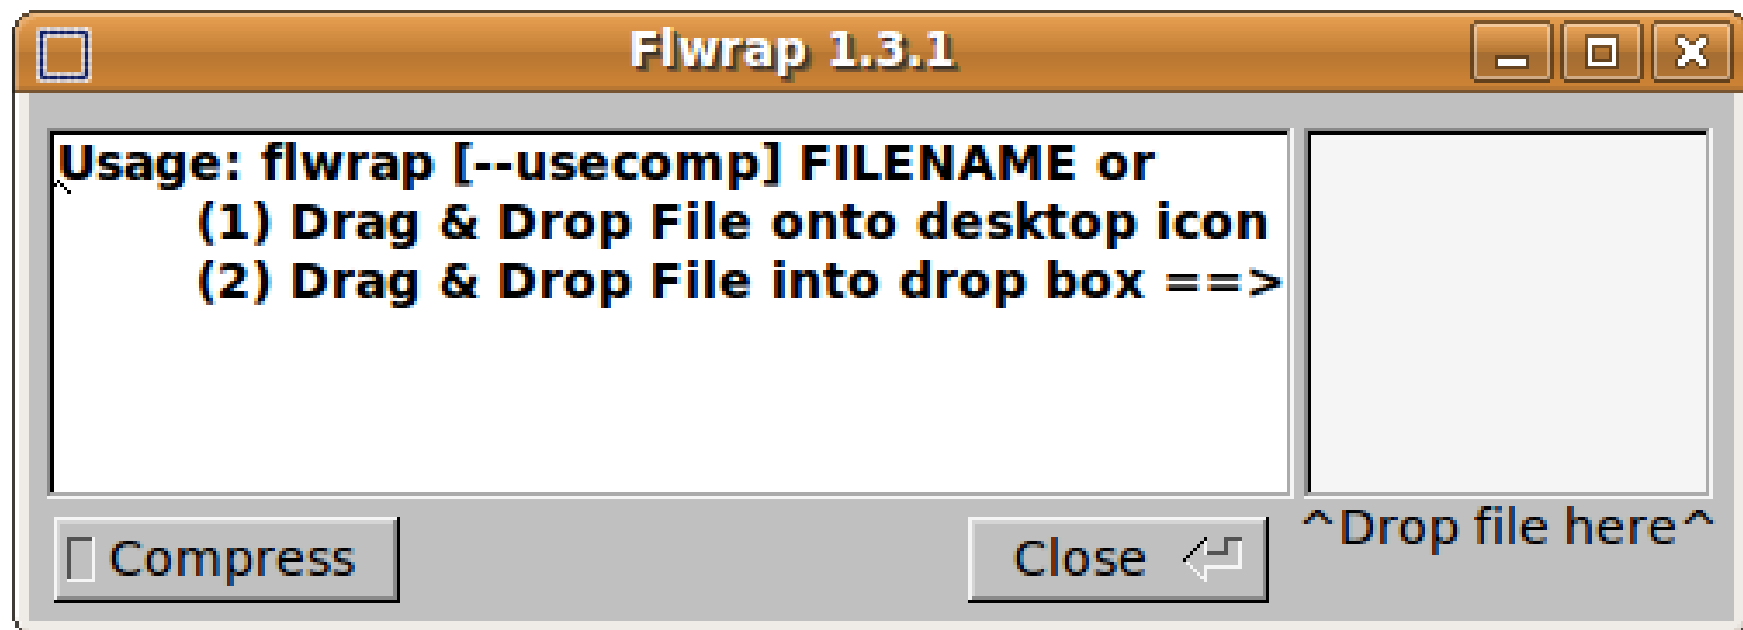 Flwrap 1.3.1
Usage: flwrap [--usecomp] FILENAME or
(1) Drag & Drop File onto desktop icon
(2) Drag & Drop File into drop box ==>
^Drop file here^
Compress
Close